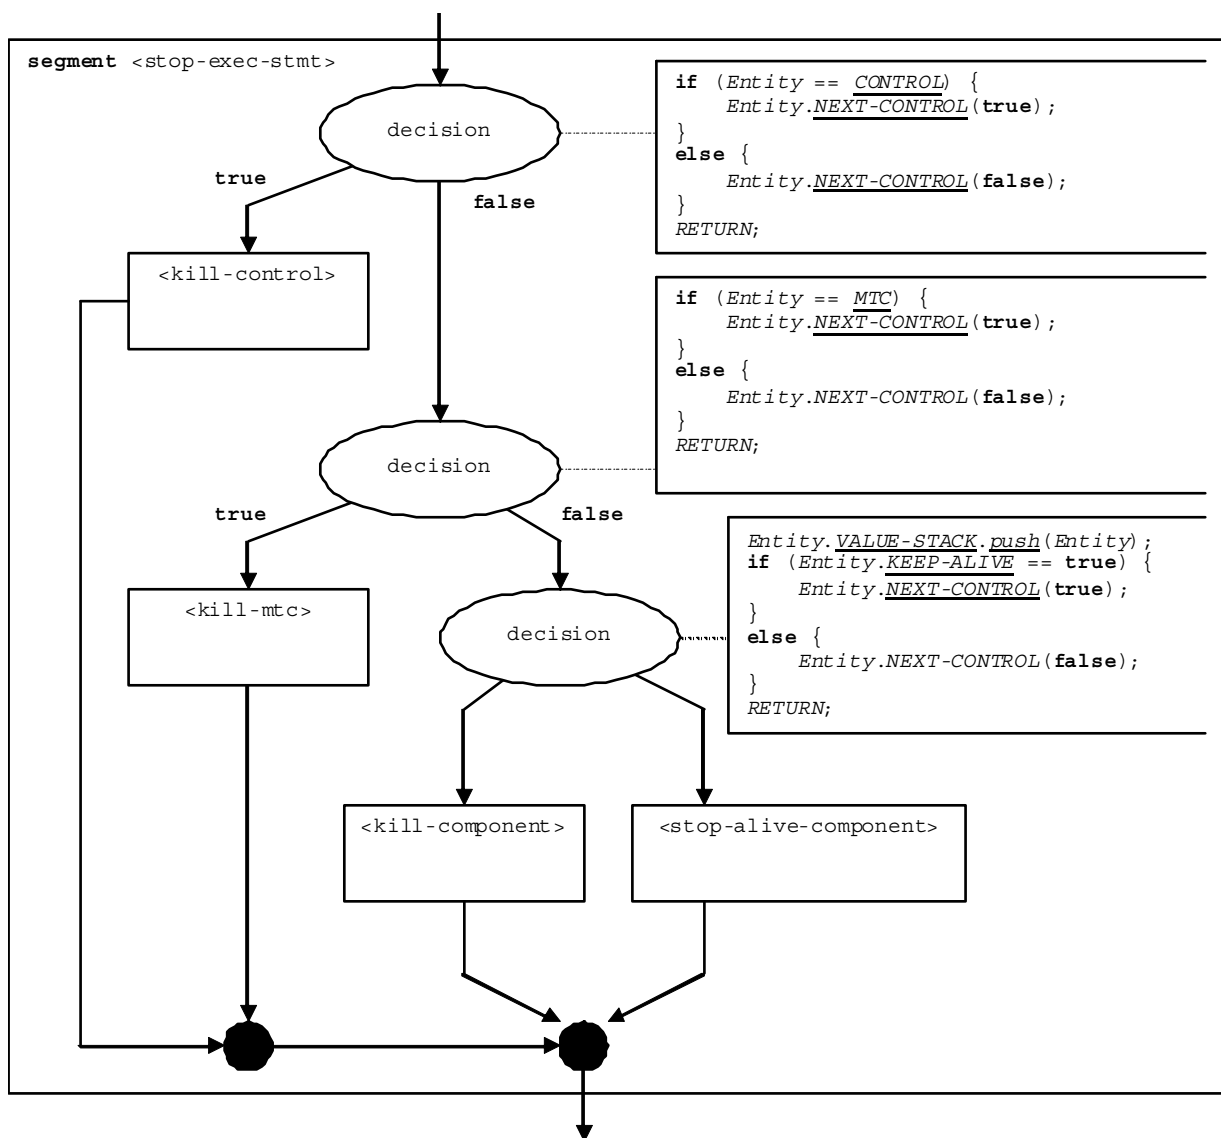 segment <stop-exec-stmt>
decision
if (Entity == CONTROL) {
Entity.NEXT-CONTROL(true);
}
else {
Entity.NEXT-CONTROL(false);
}
RETURN;
true
false
<kill-control>
if (Entity == MTC) {
Entity.NEXT-CONTROL(true);
}
else {
Entity.NEXT-CONTROL(false);
}
RETURN;
decision
true
false
Entity.VALUE-STACK.push(Entity);
if (Entity.KEEP-ALIVE == true) {
Entity.NEXT-CONTROL(true);
}
else {
Entity.NEXT-CONTROL(false);
}
RETURN;
<kill-mtc>
decision
<kill-component>
<stop-alive-component>